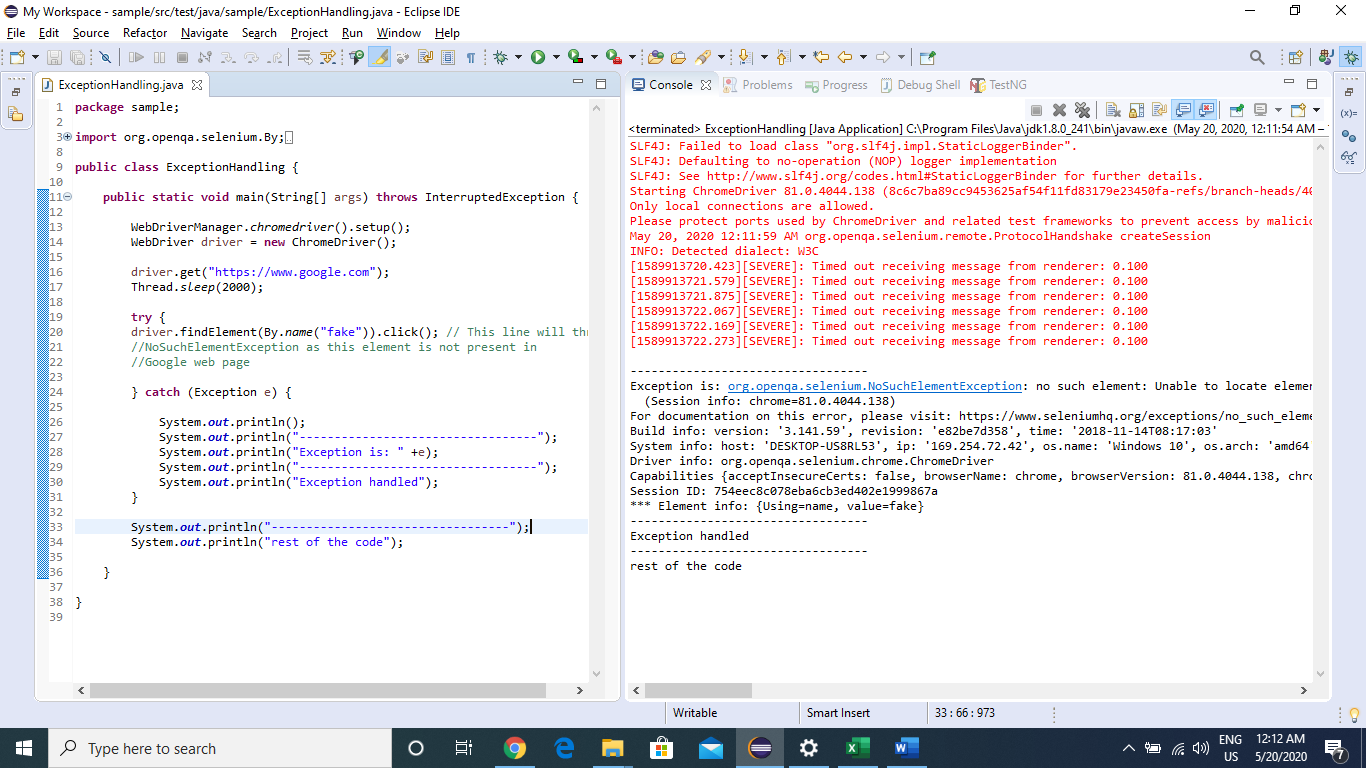 My Workspace - sample/src/test/java/sample/ExceptionHandling.java - Eclipse IDE
File Edit Source Refactor Navigate Search Project Run Window Help
ExceptionHandling.java
1 package sample;
2
3 import org.openqa.selenium.By;
8
9 public class ExceptionHandling {
10
11 public static void main(String[] args) throws InterruptedException {
12
13 WebDriverManager.chromedriver().setup();
14 WebDriver driver = new ChromeDriver();
15
16 driver.get("https://www.google.com");
17 Thread.sleep(2000);
18
19 try {
20 driver.findElement(By.name("fake")).click(); // This line will thr
21 //NoSuchElementException as this element is not present in
22 //Google web page
23
24 } catch (Exception e) {
25
26 System.out.println();
27 System.out.println("----------------------------------");
28 System.out.println("Exception is: " +e);
29 System.out.println("----------------------------------");
30 System.out.println("Exception handled");
31 }
32
33 System.out.println("----------------------------------");
34 System.out.println("rest of the code");
35
36 }
37
38 }
39
Console Problems Progress Debug Shell TestNG
<terminated> ExceptionHandling [Java Application] C:\Program Files\Java\jdk1.8.0_241\bin\javaw.exe (May 20, 2020, 12:11:54 AM –
SLF4J: Failed to load class "org.slf4j.impl.StaticLoggerBinder".
SLF4J: Defaulting to no-operation (NOP) logger implementation
SLF4J: See http://www.slf4j.org/codes.html#StaticLoggerBinder for further details.
Starting ChromeDriver 81.0.4044.138 (8c6c7ba89cc9453625af54f11fd83179e23450fa-refs/branch-heads/40
Only local connections are allowed.
Please protect ports used by ChromeDriver and related test frameworks to prevent access by malicio
May 20, 2020 12:11:59 AM org.openqa.selenium.remote.ProtocolHandshake createSession
INFO: Detected dialect: W3C
[1589913720.423][SEVERE]: Timed out receiving message from renderer: 0.100
[1589913721.579][SEVERE]: Timed out receiving message from renderer: 0.100
[1589913721.875][SEVERE]: Timed out receiving message from renderer: 0.100
[1589913722.067][SEVERE]: Timed out receiving message from renderer: 0.100
[1589913722.169][SEVERE]: Timed out receiving message from renderer: 0.100
[1589913722.273][SEVERE]: Timed out receiving message from renderer: 0.100
----------------------------------
Exception is: org.openqa.selenium.NoSuchElementException: no such element: Unable to locate elemen
(Session info: chrome=81.0.4044.138)
For documentation on this error, please visit: https://www.seleniumhq.org/exceptions/no_such_eleme
Build info: version: '3.141.59', revision: 'e82be7d358', time: '2018-11-14T08:17:03'
System info: host: 'DESKTOP-US8RL53', ip: '169.254.72.42', os.name: 'Windows 10', os.arch: 'amd64'
Driver info: org.openqa.selenium.chrome.ChromeDriver
Capabilities {acceptInsecureCerts: false, browserName: chrome, browserVersion: 81.0.4044.138, chro
Session ID: 754eec8c078eba6cb3ed402e1999867a
*** Element info: {Using=name, value=fake}
----------------------------------
Exception handled
----------------------------------
rest of the code
Writable Smart Insert 33 : 66 : 973
Type here to search
ENG
US
12:12 AM
5/20/2020
7